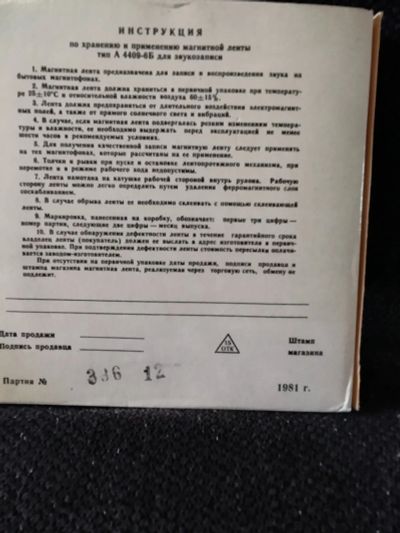 ИНСТРУКЦИЯ
по хранению и применению магнитной ленты
тип А 4409-6Б для звукозаписи
1. Магнитная лента предназначена для записи и воспроизведения звука на
бытовых магнитофонах.
2. Магнитная лента должна храниться в первичной упаковке при температу-
ре 25±10°С и относительной влажности воздуха 60±15%.
3. Лента должна предохраняться от длительного воздействия электромагнит-
ных полей, а также от прямого солнечного света и вибраций.
4. В случае, если магнитная лента подвергалась резким изменениям темпера-
туры и влажности, ее необходимо выдержать перед эксплуатацией не менее
шести часов в рекомендуемых условиях.
5. Для получения качественной записи магнитную ленту следует применять
на тех магнитофонах, которые рассчитаны на ее применение.
6. Толчки и рывки при пуске и остановке лентопротяжного механизма, при
перемотке и в режиме рабочего хода недопустимы.
7. Лента намотана на катушке рабочей стороной внутрь рулона. Рабочую
сторону ленты можно легко определить путем удаления ферромагнитного слоя
соскабливанием.
8. В случае обрыва ленты ее необходимо склеивать с помощью склеивающей
ленты.
9. Маркировка, нанесенная на коробку, обозначает: первые три цифры—
номер партии, следующие две цифры—месяц выпуска.
10. В случае обнаружения дефектности ленты в течение гарантийного срока
владелец ленты (покупатель) должен ее выслать в адрес изготовителя в первич-
ной упаковке. При подтверждении дефектности ленты стоимость пересылки оплачи-
вается заводом-изготовителем.
При отсутствии на первичной упаковке даты продажи, подписи продавца и
штампа магазина магнитная лента, реализуемая через торговую сеть, обмену не
подлежит.
Дата продажи
Подпись продавца
15
ОТК
Штамп
магазина
Партия № 336 12
1981 г.